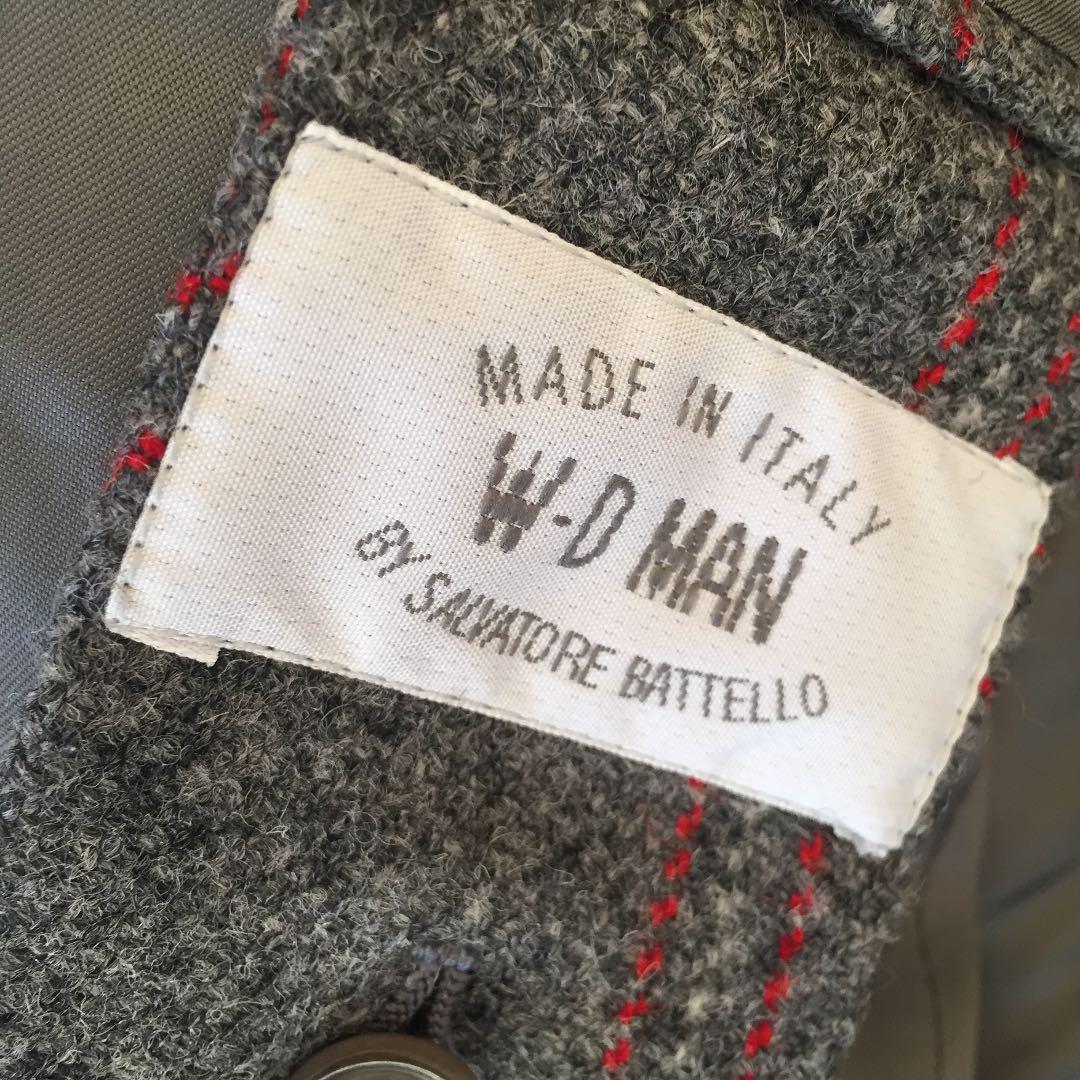 MADE IN ITALY
W-D MAN
BY SALVATORE BATTELLO